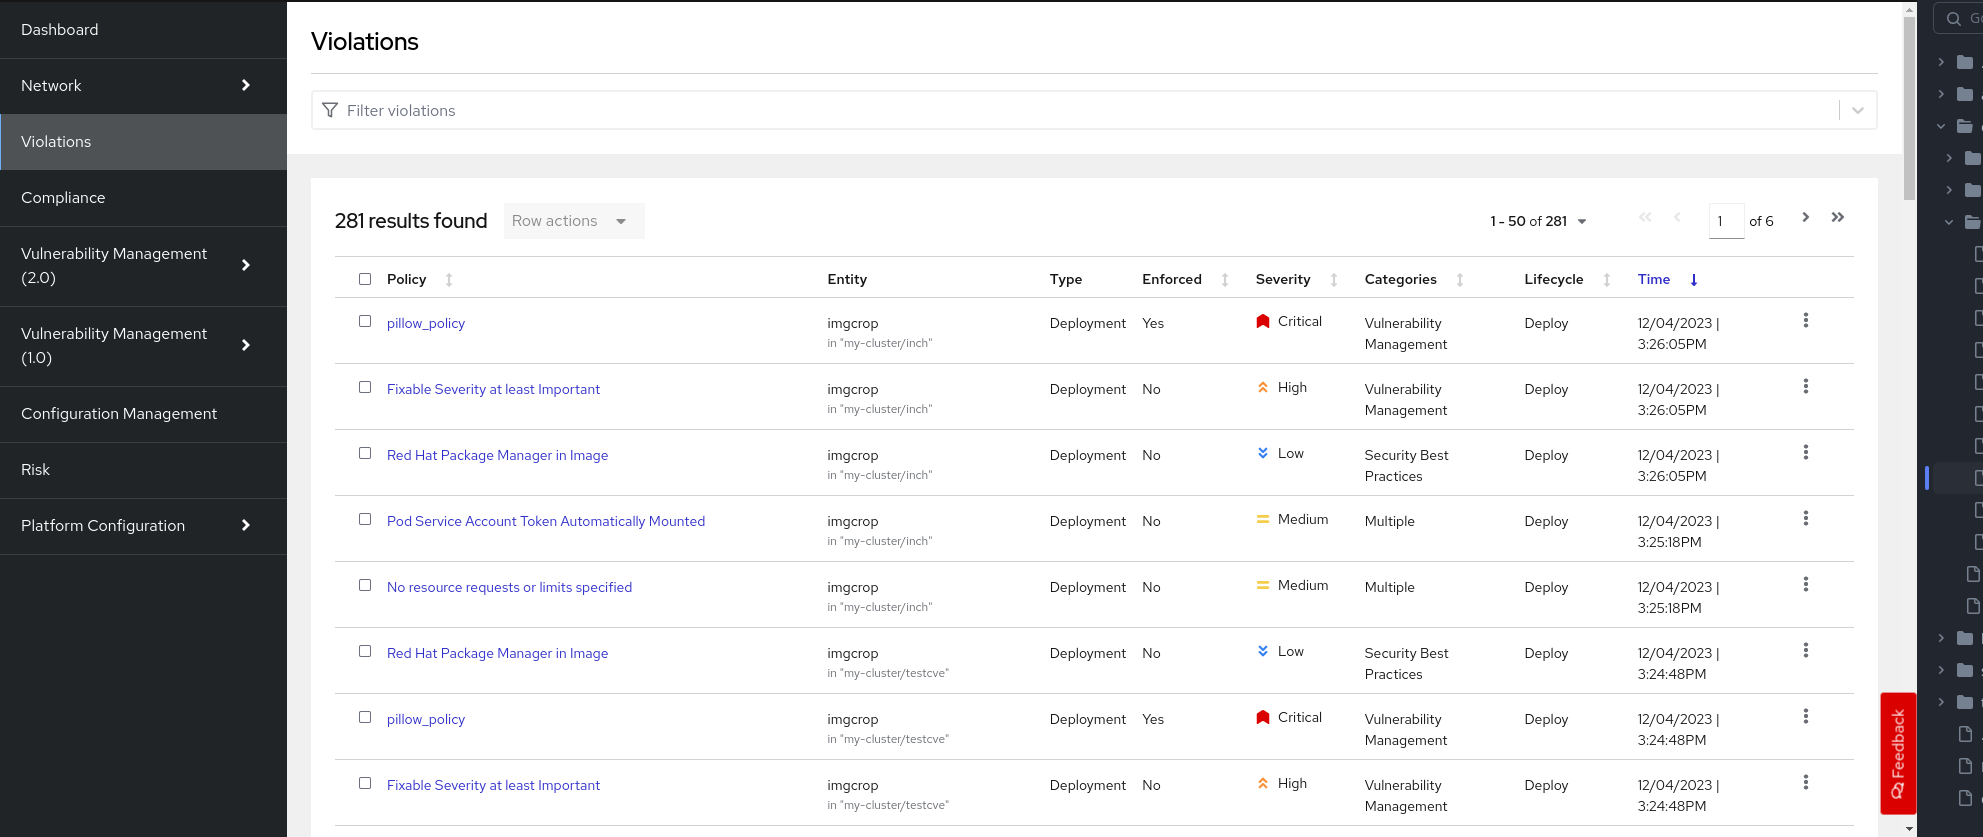 Dashboard
Network
Violations
Compliance
Vulnerability Management
(2.0)
Vulnerability Management
(1.0)
Configuration Management
Risk
Platform Configuration
Violations
Filter violations
281 results found
Row actions
1 - 50 of 281
1 of 6
Policy Entity Type Enforced Severity Categories Lifecycle Time
pillow_policy imgcrop Deployment Yes Critical Vulnerability Deploy 12/04/2023 |
in "my-cluster/inch" Management 3:26:05PM
Fixable Severity at least Important imgcrop Deployment No High Vulnerability Deploy 12/04/2023 |
in "my-cluster/inch" Management 3:26:05PM
Red Hat Package Manager in Image imgcrop Deployment No Low Security Best Deploy 12/04/2023 |
in "my-cluster/inch" Practices 3:26:05PM
Pod Service Account Token Automatically Mounted imgcrop Deployment No Medium Multiple Deploy 12/04/2023 |
in "my-cluster/inch" 3:25:18PM
No resource requests or limits specified imgcrop Deployment No Medium Multiple Deploy 12/04/2023 |
in "my-cluster/inch" 3:25:18PM
Red Hat Package Manager in Image imgcrop Deployment No Low Security Best Deploy 12/04/2023 |
in "my-cluster/testcve" Practices 3:24:48PM
pillow_policy imgcrop Deployment Yes Critical Vulnerability Deploy 12/04/2023 |
in "my-cluster/testcve" Management 3:24:48PM
Fixable Severity at least Important imgcrop Deployment No High Vulnerability Deploy 12/04/2023 |
in "my-cluster/testcve" Management 3:24:48PM
Feedback